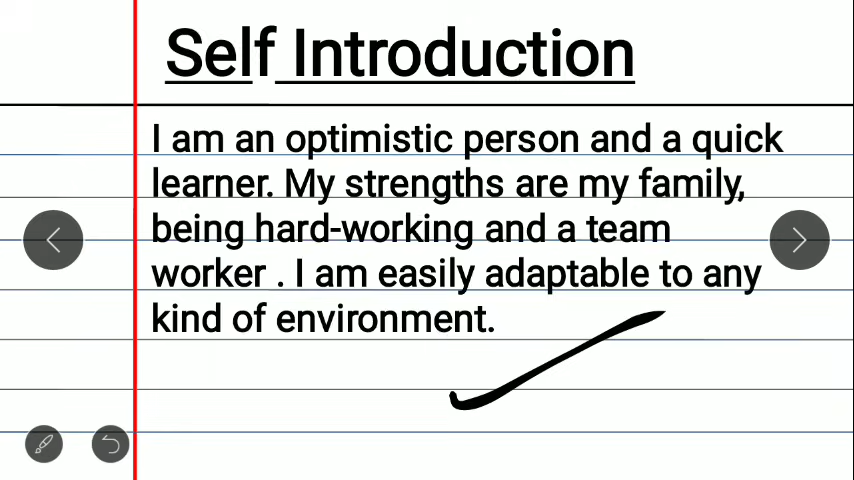 Self Introduction
I am an optimistic person and a quick
learner. My strengths are my family,
being hard-working and a team
worker . I am easily adaptable to any
kind of environment.